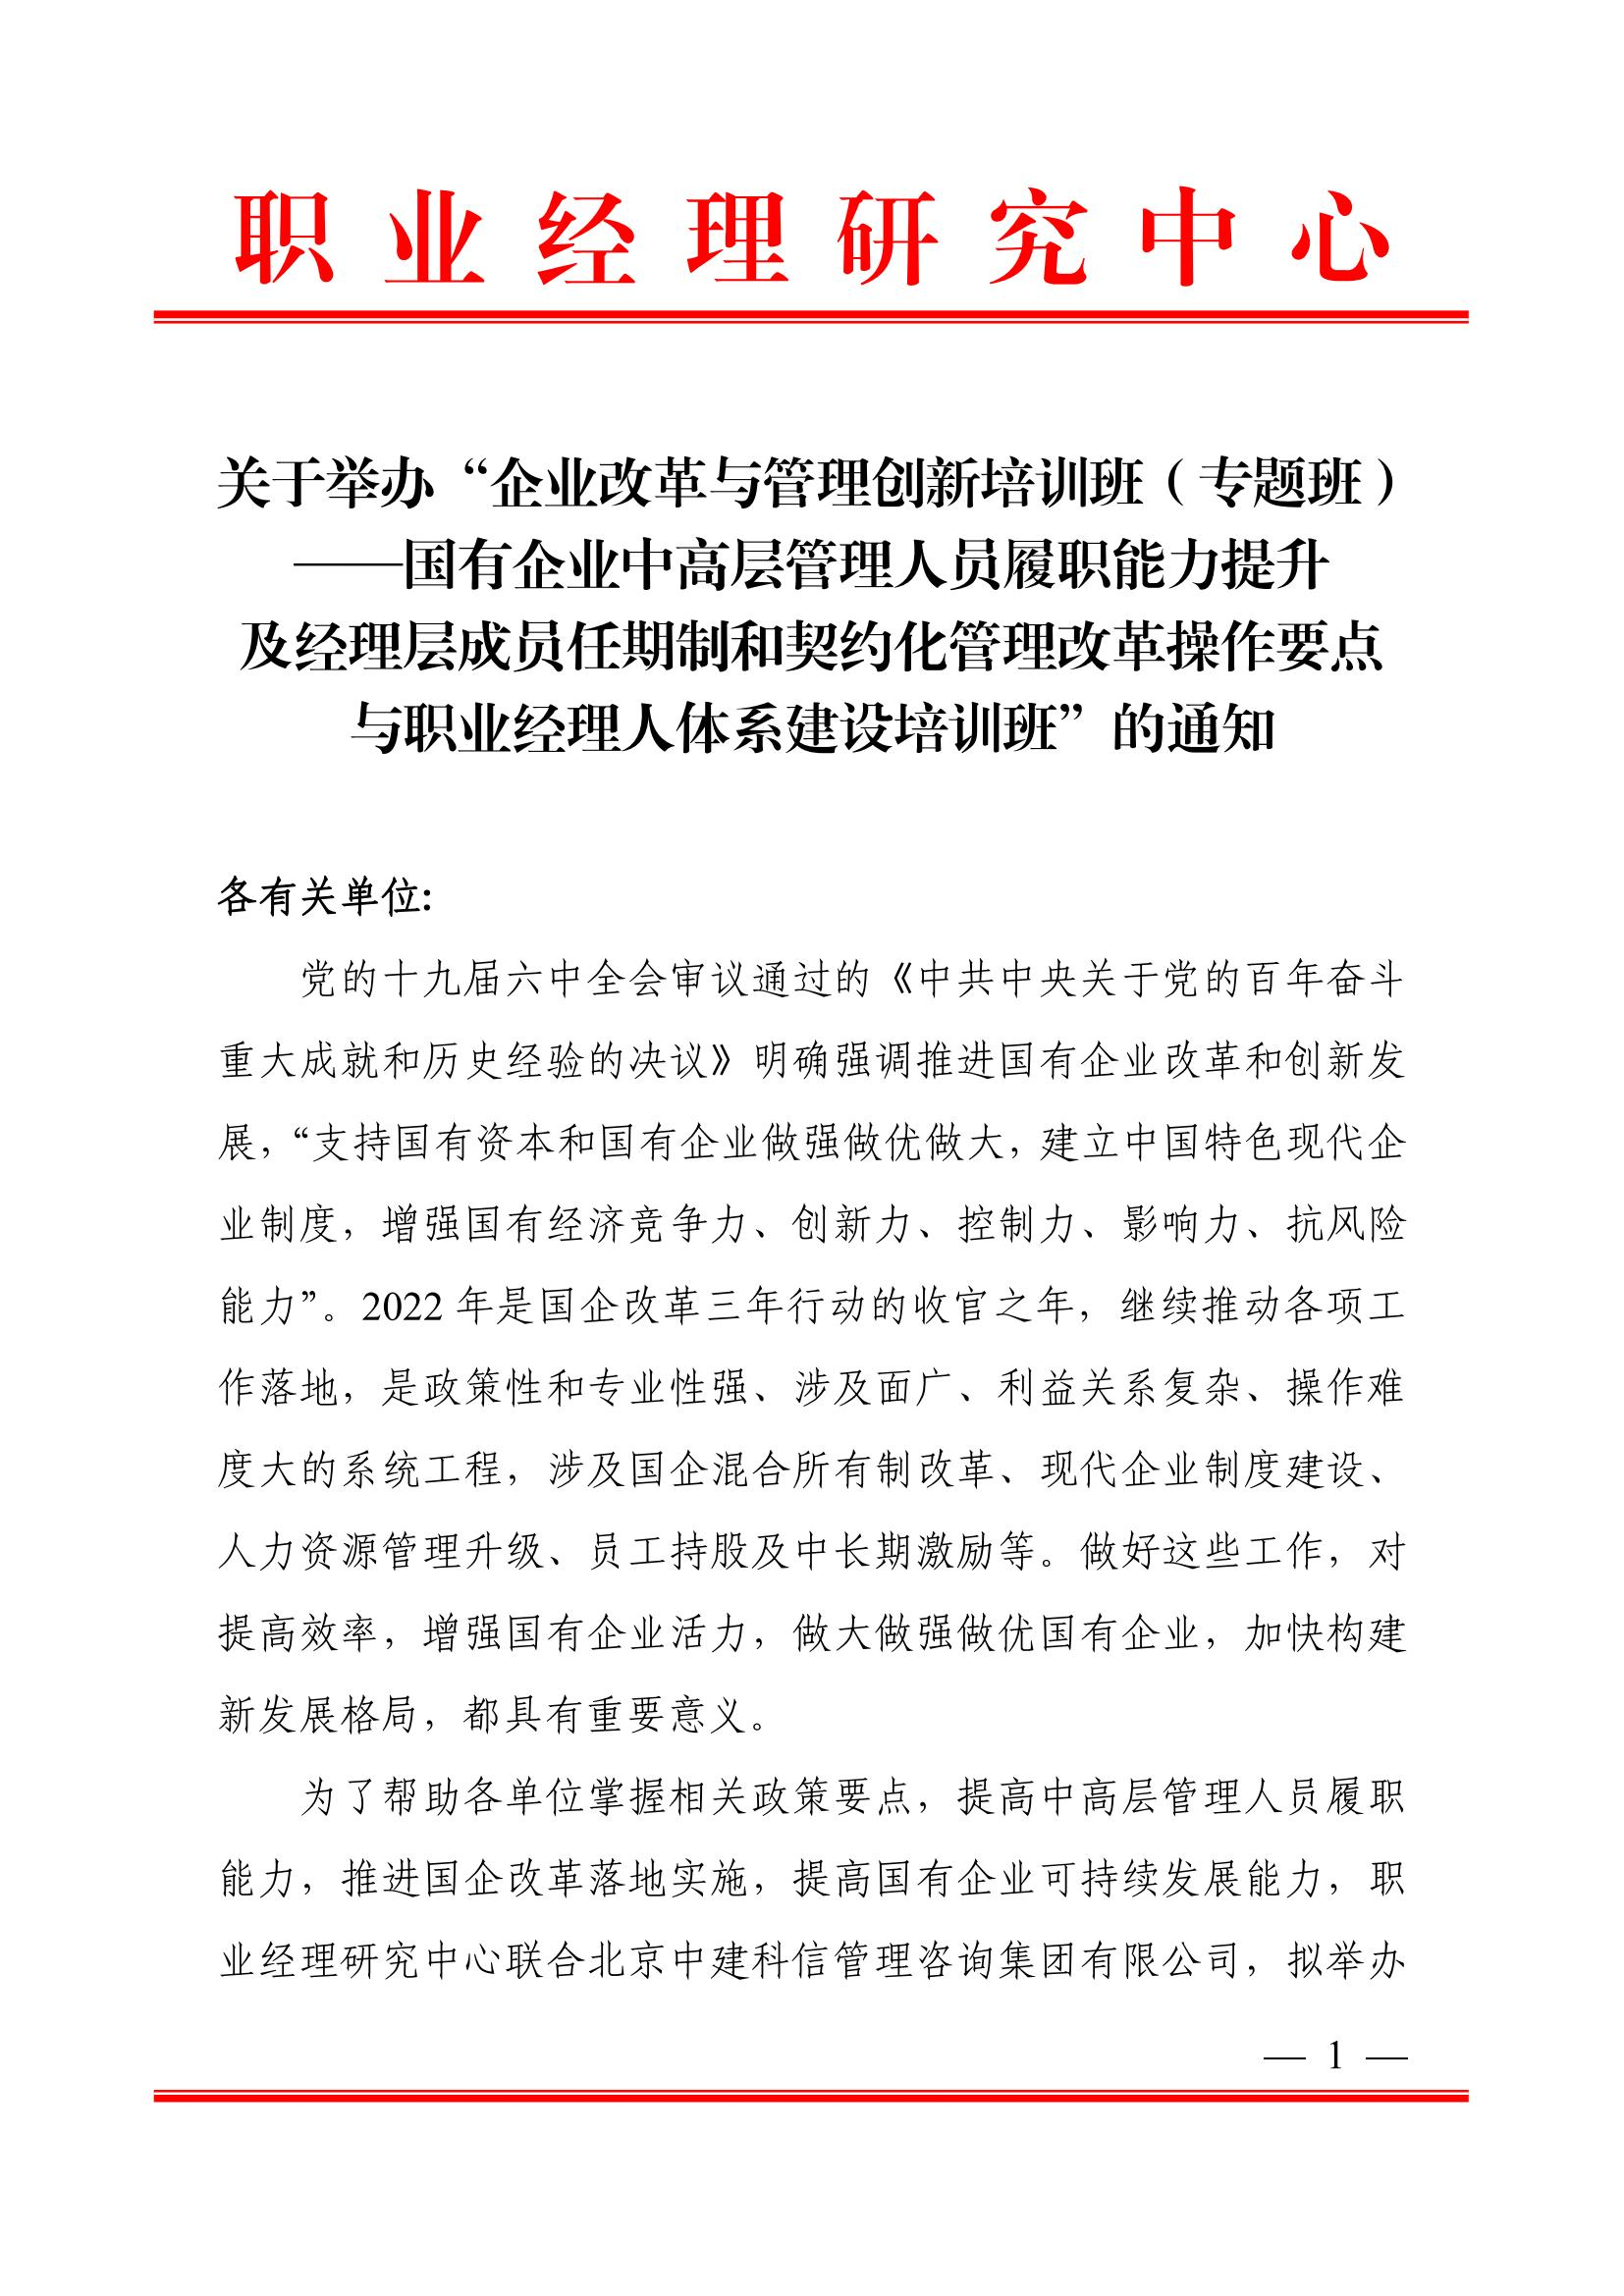 职业经理研究中心
关于举办“企业改革与管理创新培训班（专题班）
——国有企业中高层管理人员履职能力提升
及经理层成员任期制和契约化管理改革操作要点
与职业经理人体系建设培训班”的通知
各有关单位:
党的十九届六中全会审议通过的《中共中央关于党的百年奋斗
重大成就和历史经验的决议》明确强调推进国有企业改革和创新发
展，“支持国有资本和国有企业做强做优做大，建立中国特色现代企
业制度，增强国有经济竞争力、创新力、控制力、影响力、抗风险
能力”。2022 年是国企改革三年行动的收官之年，继续推动各项工
作落地，是政策性和专业性强、涉及面广、利益关系复杂、操作难
度大的系统工程，涉及国企混合所有制改革、现代企业制度建设、
人力资源管理升级、员工持股及中长期激励等。做好这些工作，对
提高效率，增强国有企业活力，做大做强做优国有企业，加快构建
新发展格局，都具有重要意义。
为了帮助各单位掌握相关政策要点，提高中高层管理人员履职
能力，推进国企改革落地实施，提高国有企业可持续发展能力，职
业经理研究中心联合北京中建科信管理咨询集团有限公司，拟举办
— 1 —